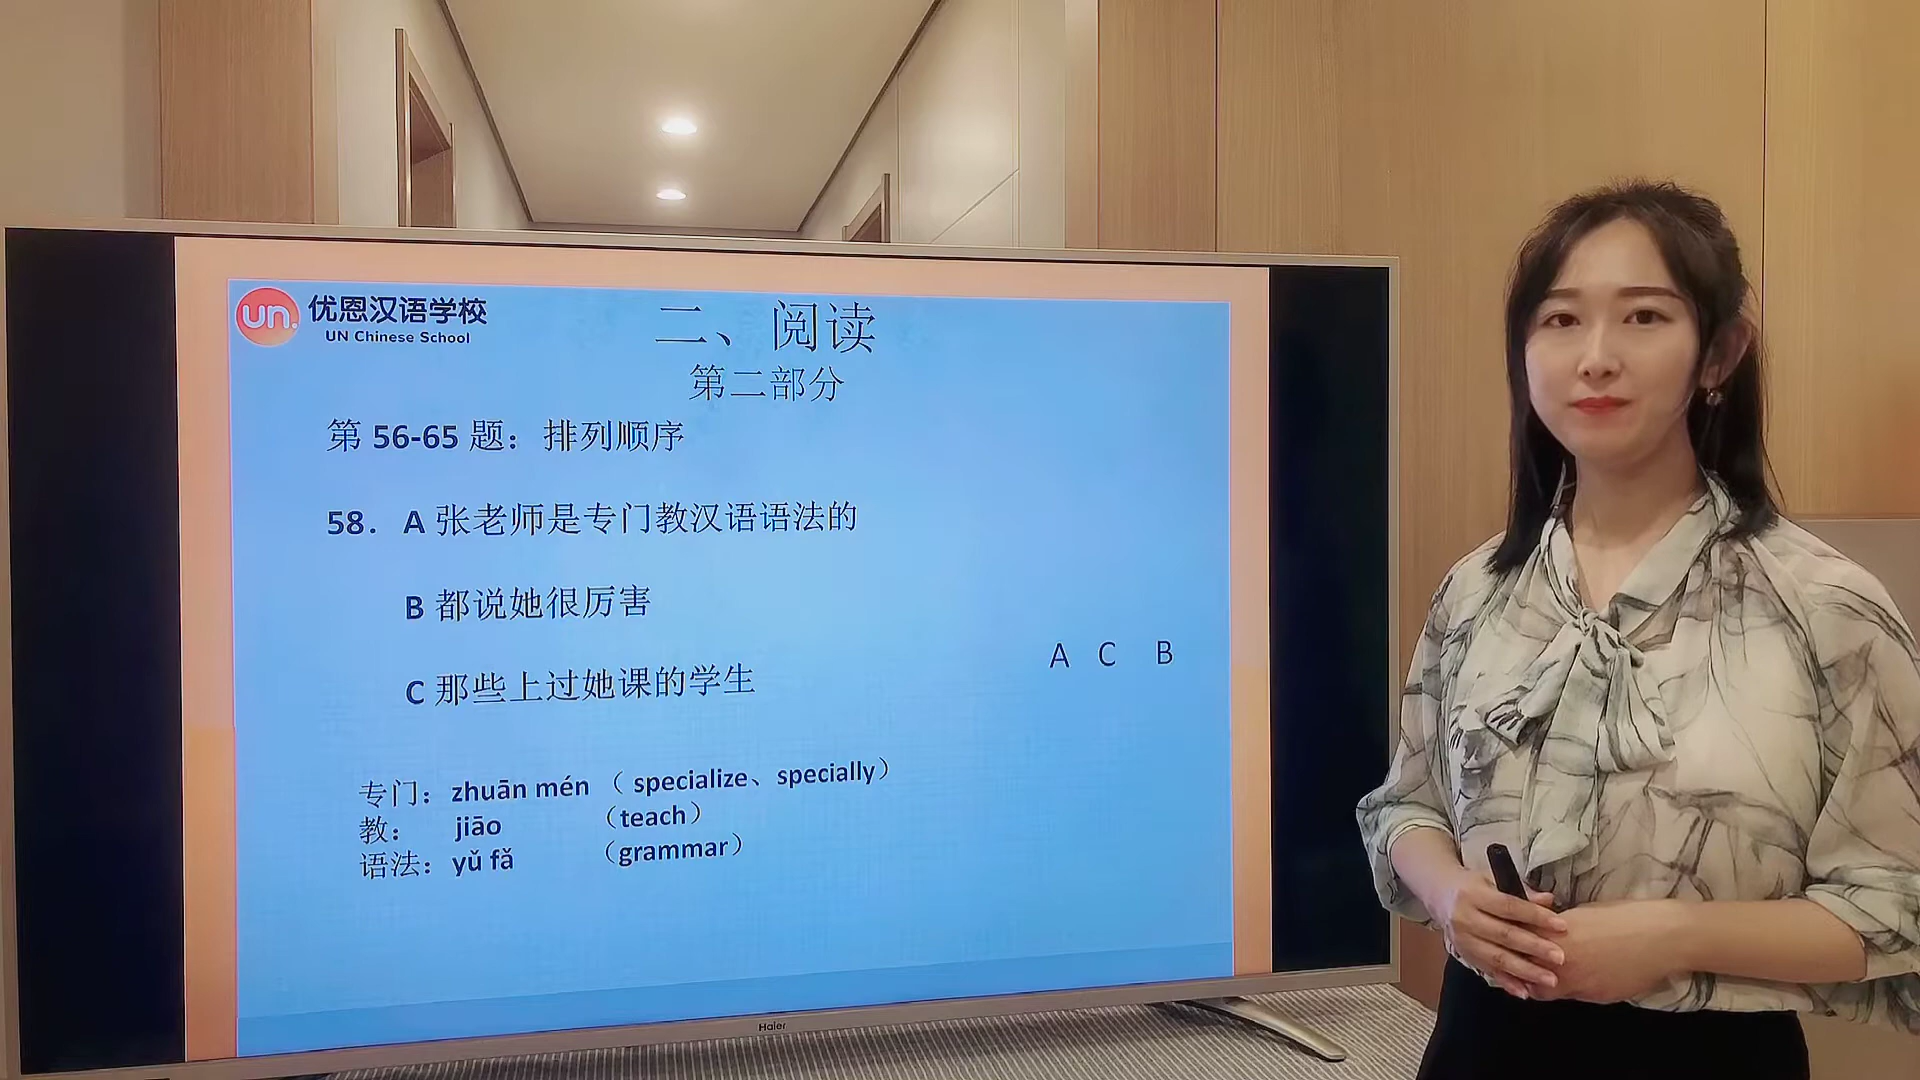 un.
优恩汉语学校
UN Chinese School
二、阅读
第二部分
第 56-65 题：排列顺序
58. A 张老师是专门教汉语语法的
B 都说她很厉害
C 那些上过她课的学生
A C B
专门：zhuān mén （ specialize、specially）
教： jiāo （teach）
语法：yǔ fǎ （grammar）
Haier